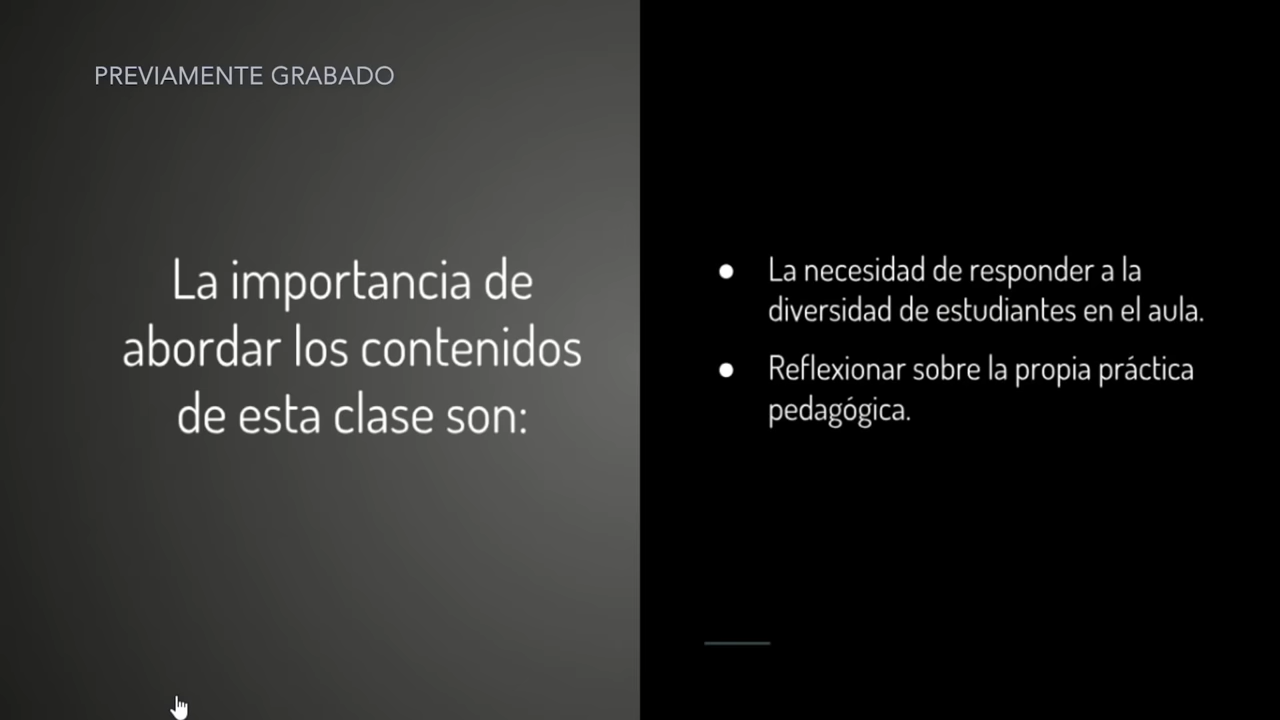 PREVIAMENTE GRABADO
La importancia de
abordar los contenidos
de esta clase son:
● La necesidad de responder a la
diversidad de estudiantes en el aula.
● Reflexionar sobre la propia práctica
pedagógica.